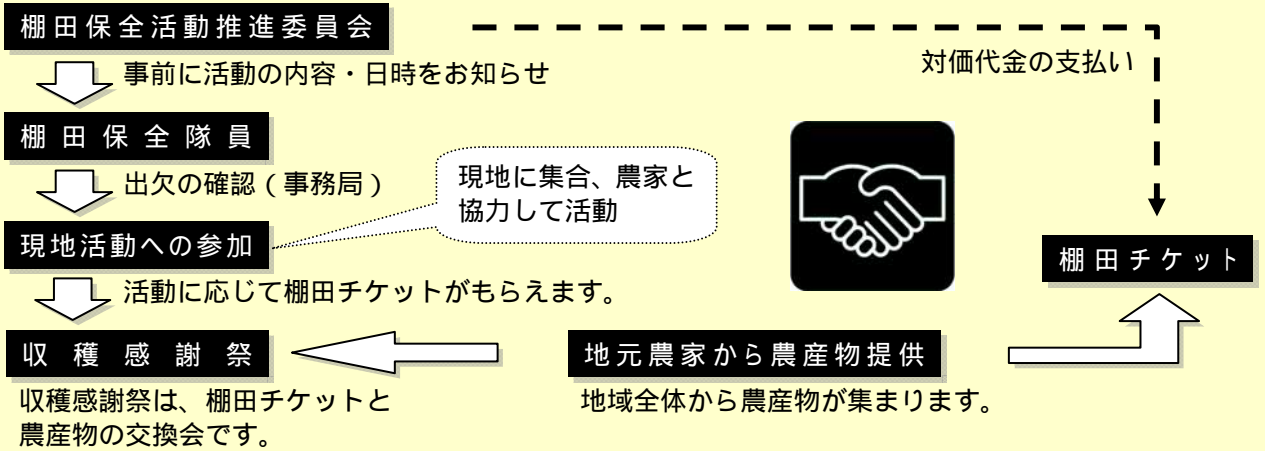 棚田保全活動推進委員会
対価代金の支払い
事前に活動の内容・日時をお知らせ
棚田保全隊員
出欠の確認（事務局）
現地に集合、農家と
協力して活動
現地活動への参加
棚田チケット
活動に応じて棚田チケットがもらえます。
収穫感謝祭
地元農家から農産物提供
収穫感謝祭は、棚田チケットと
農産物の交換会です。
地域全体から農産物が集まります。